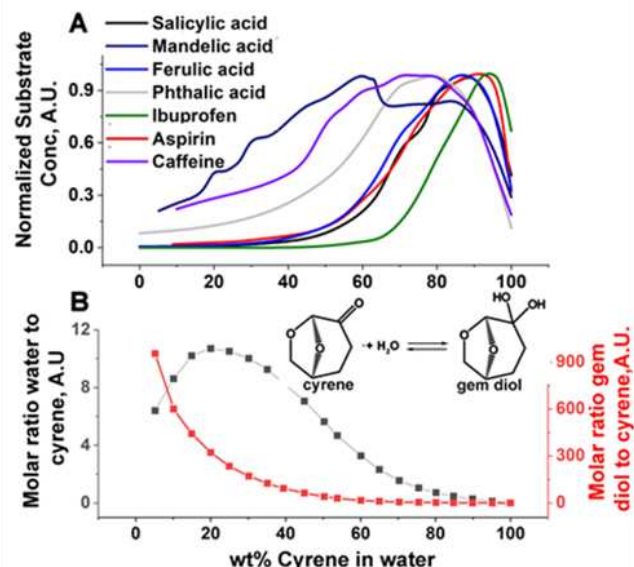 A
Salicylic acid
Mandelic acid
Ferulic acid
Phthalic acid
Ibuprofen
Aspirin
Caffeine
Normalized Substrate
Conc, A.U.
0.9
0.6
0.3
0.0
0 20 40 60 80 100
B
HO
OH
O
O
O
+ H₂O
O
O
cyrene
gem diol
Molar ratio water to
cyrene, A.U
12
8
4
0
Molar ratio gem
diol to cyrene,A.U.
900
600
300
0
0 20 40 60 80 100
wt% Cyrene in water